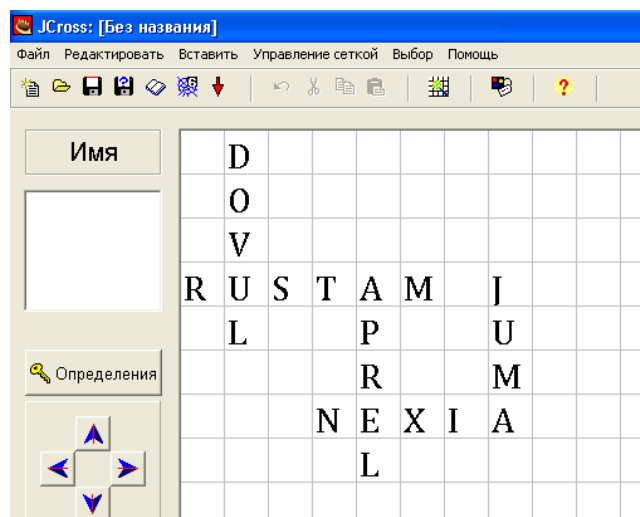 JCross: [Без названия]
Файл Редактировать Вставить Управление сеткой Выбор Помощь
Имя
D
O
V
R U S T A M J
L P U
R M
N E X I A
L
Определения